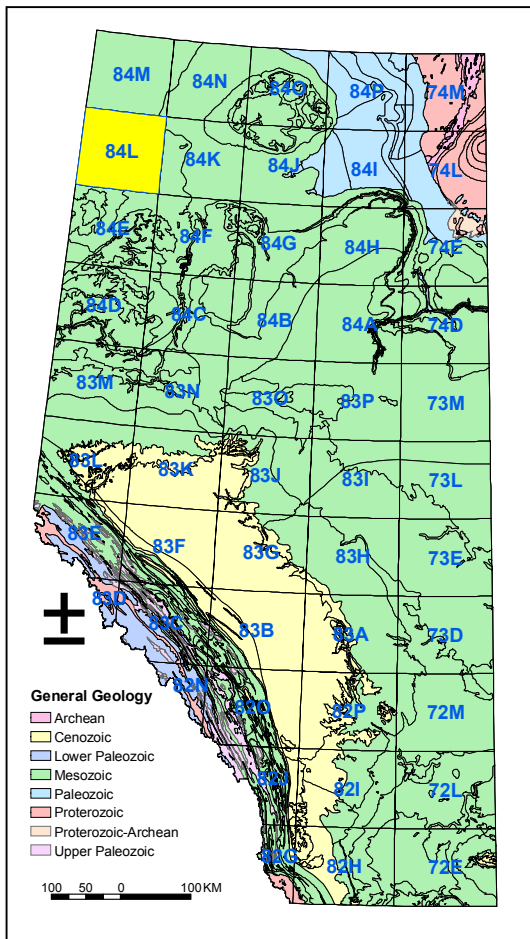 84M 84N 84O 84P 74M
84L 84K 84J 84I 74L
84E 84F 84G 84H 74E
84D 84C 84B 84A 74D
83M 83N 83O 83P 73M
83L 83K 83J 83I 73L
83E 83F 83G 83H 73E
83D 83C 83B 83A 73D
82N 82O 82P 72M
82J 82I 72L
82G 82H 72E
General Geology
Archean
Cenozoic
Lower Paleozoic
Mesozoic
Paleozoic
Proterozoic
Proterozoic-Archean
Upper Paleozoic
100 50 0 100 KM